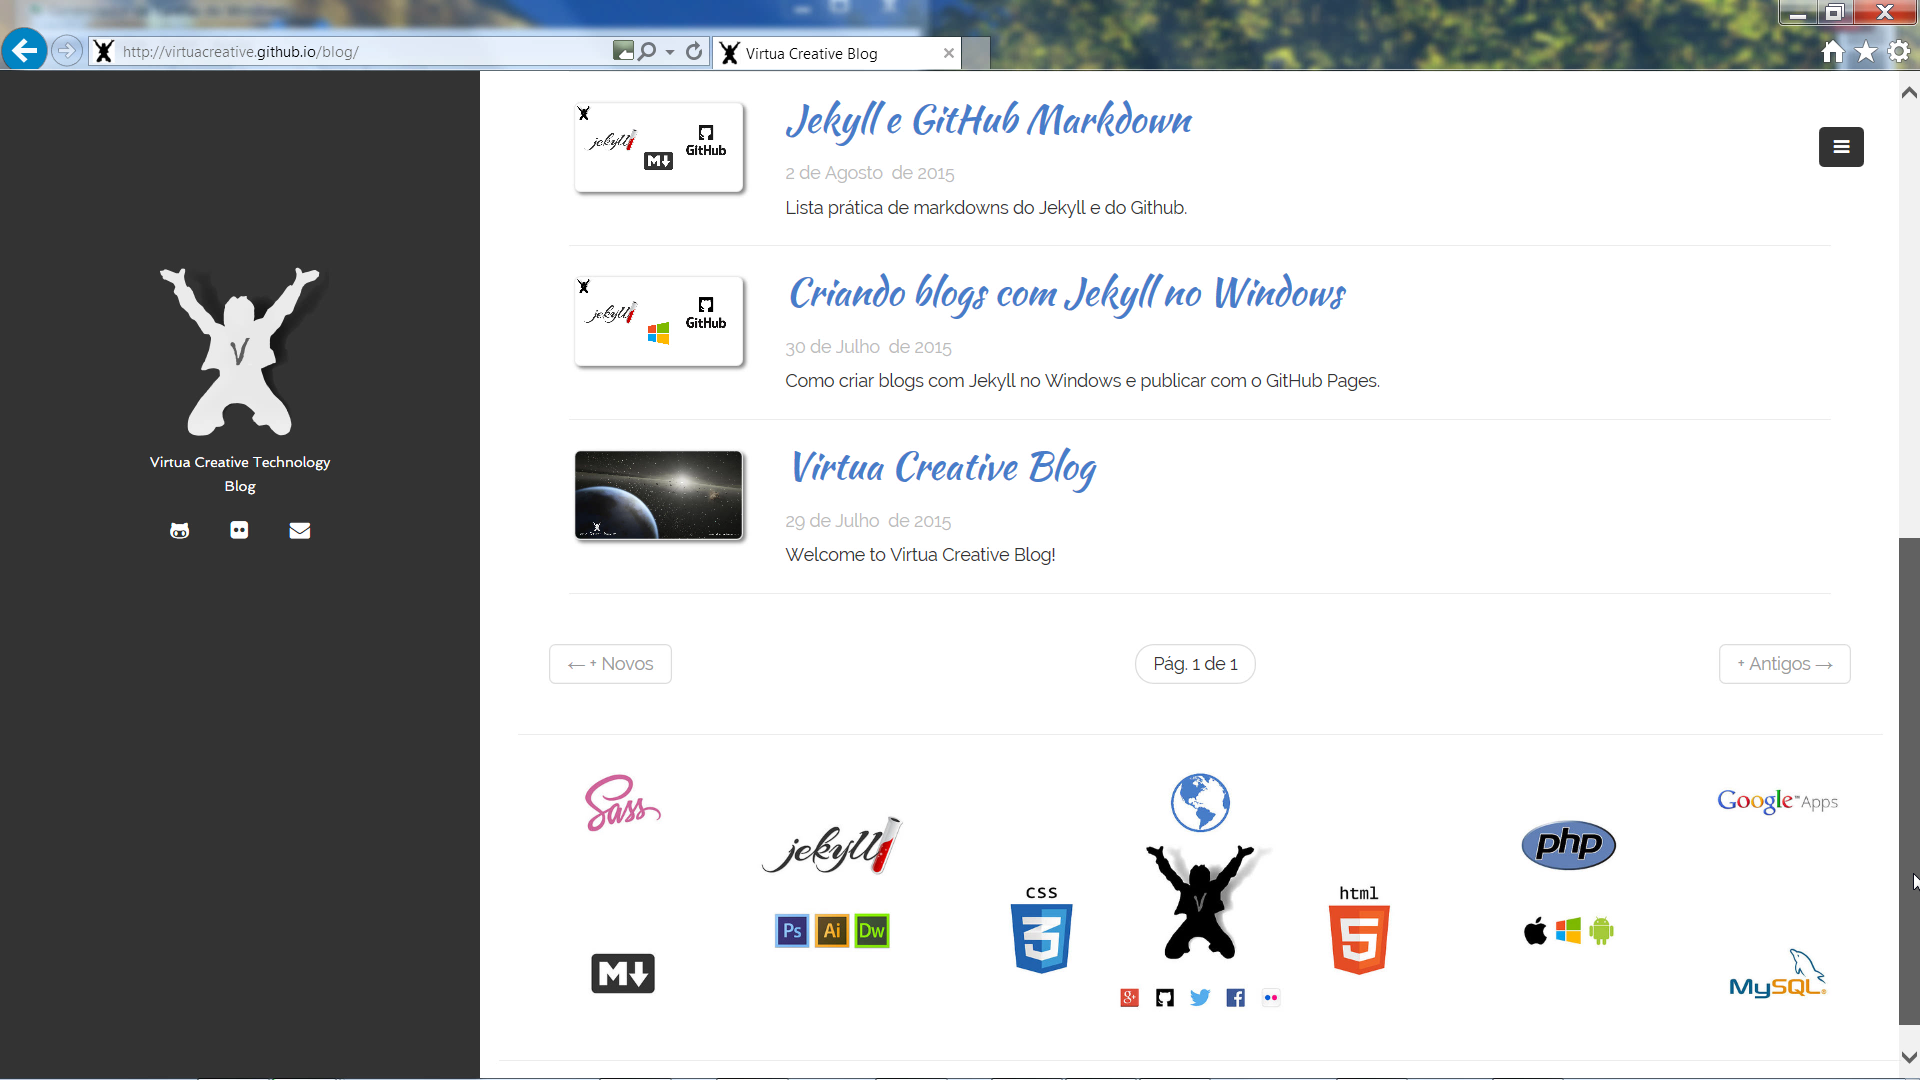 http://virtuacreative.github.io/blog/
Virtua Creative Blog
jekyll
M
GitHub
Jekyll e GitHub Markdown
2 de Agosto de 2015
Lista prática de markdowns do Jekyll e do Github.
jekyll
GitHub
Criando blogs com Jekyll no Windows
30 de Julho de 2015
Como criar blogs com Jekyll no Windows e publicar com o GitHub Pages.
V
Virtua Creative Technology
Blog
Virtua Creative Blog
29 de Julho de 2015
Welcome to Virtua Creative Blog!
← + Novos
Pág. 1 de 1
+ Antigos →
Sass
jekyll
Ps Ai Dw
M
CSS
3
V
html
5
g+
php
Google™ Apps
MySQL®